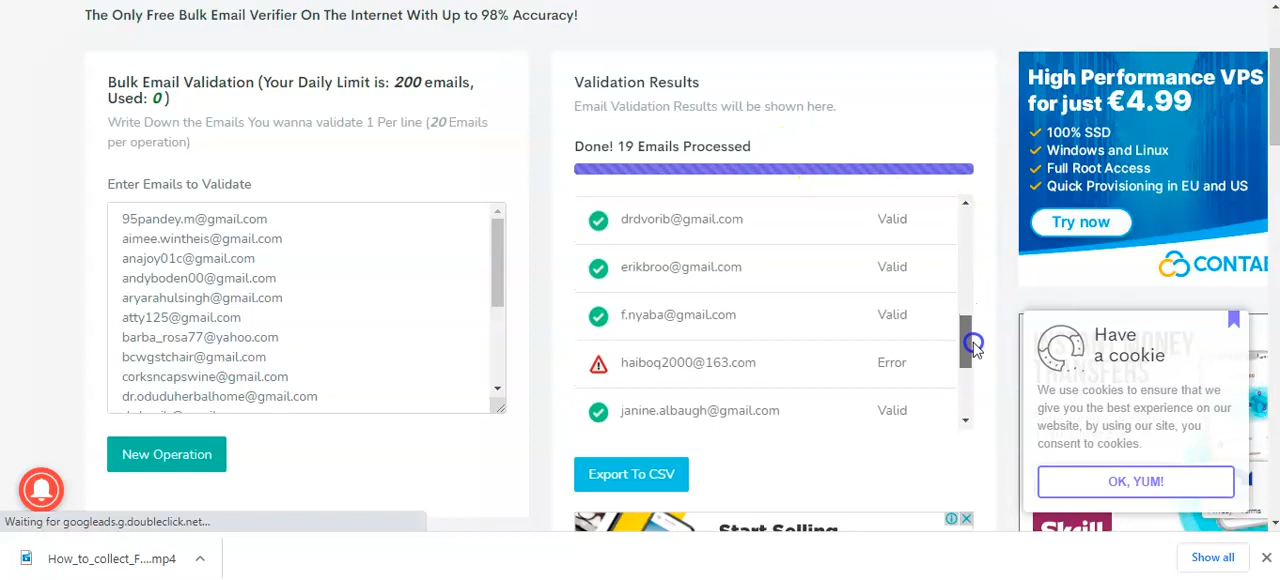 The Only Free Bulk Email Verifier On The Internet With Up to 98% Accuracy!
Bulk Email Validation (Your Daily Limit is: 200 emails,
Used: 0 )
Write Down the Emails You wanna validate 1 Per line (20 Emails
per operation)
Enter Emails to Validate
95pandey.m@gmail.com
aimee.wintheis@gmail.com
anajoy01c@gmail.com
andyboden00@gmail.com
aryarahulsingh@gmail.com
atty125@gmail.com
barba_rosa77@yahoo.com
bcwgstchair@gmail.com
corksncapswine@gmail.com
dr.oduduherbalhome@gmail.com
New Operation
Validation Results
Email Validation Results will be shown here.
Done! 19 Emails Processed
drdvorib@gmail.com Valid
erikbroo@gmail.com Valid
f.nyaba@gmail.com Valid
haiboq2000@163.com Error
janine.albaugh@gmail.com Valid
Export To CSV
Start Selling
High Performance VPS
for just €4.99
100% SSD
Windows and Linux
Full Root Access
Quick Provisioning in EU and US
Try now
CONTAB
Have
a cookie
We use cookies to ensure that we
give you the best experience on our
website, by using our site, you
consent to cookies.
OK, YUM!
Skrill
Waiting for googleads.g.doubleclick.net...
How_to_collect_F....mp4
Show all